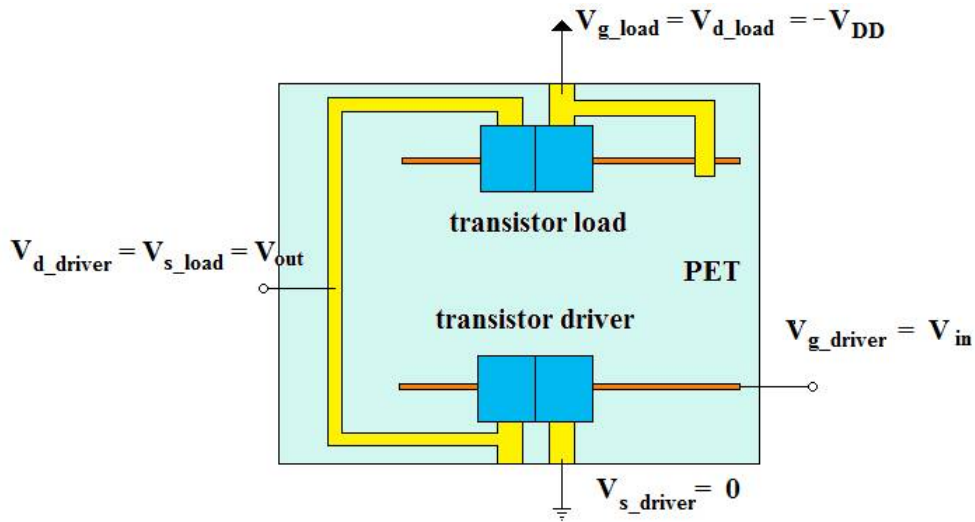 V_g_load = V_d_load = -V_DD
transistor load
V_d_driver = V_s_load = V_out
PET
transistor driver
V_g_driver = V_in
V_s_driver = 0